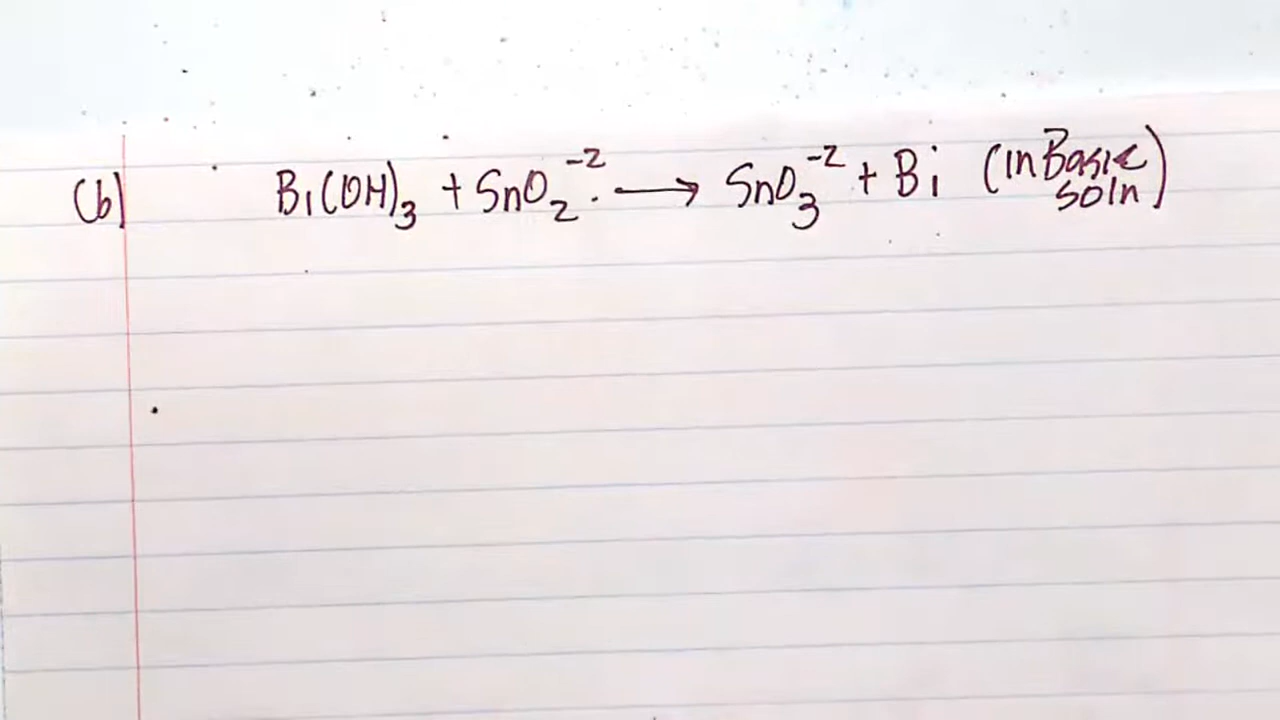 (b) Bi(OH)₃ + SnO₂⁻² . ⟶ SnO₃⁻² + Bi (in Basic
soln)